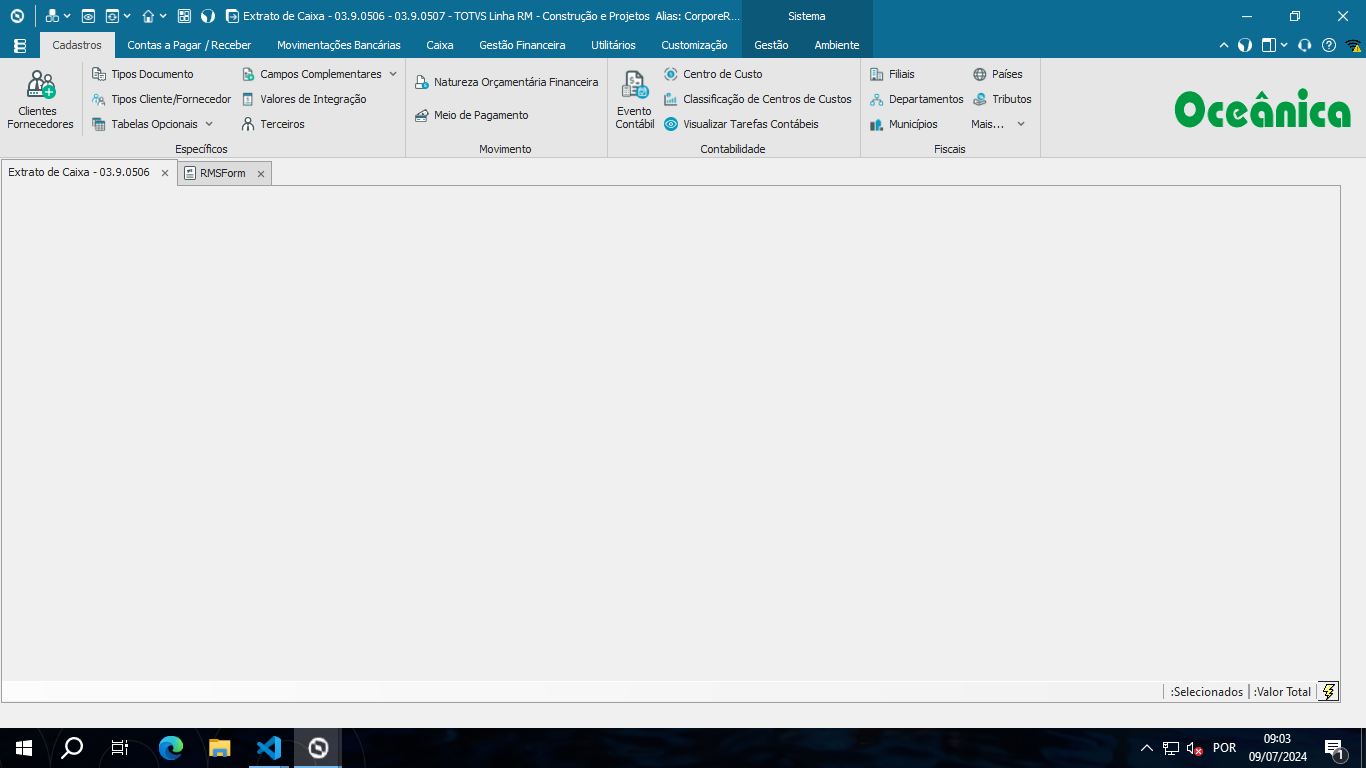 Extrato de Caixa - 03.9.0506 - 03.9.0507 - TOTVS Linha RM - Construção e Projetos Alias: CorporeR...
Sistema
Cadastros
Contas a Pagar / Receber
Movimentações Bancárias
Caixa
Gestão Financeira
Utilitários
Customização
Gestão
Ambiente
Clientes
Fornecedores
Tipos Documento
Tipos Cliente/Fornecedor
Tabelas Opcionais
Campos Complementares
Valores de Integração
Terceiros
Específicos
Natureza Orçamentária Financeira
Meio de Pagamento
Movimento
Evento
Contábil
Centro de Custo
Classificação de Centros de Custos
Visualizar Tarefas Contábeis
Contabilidade
Filiais
Departamentos
Municípios
Países
Tributos
Mais...
Fiscais
Oceânica
Extrato de Caixa - 03.9.0506
RMSForm
:Selecionados
:Valor Total
POR
09:03
09/07/2024
1